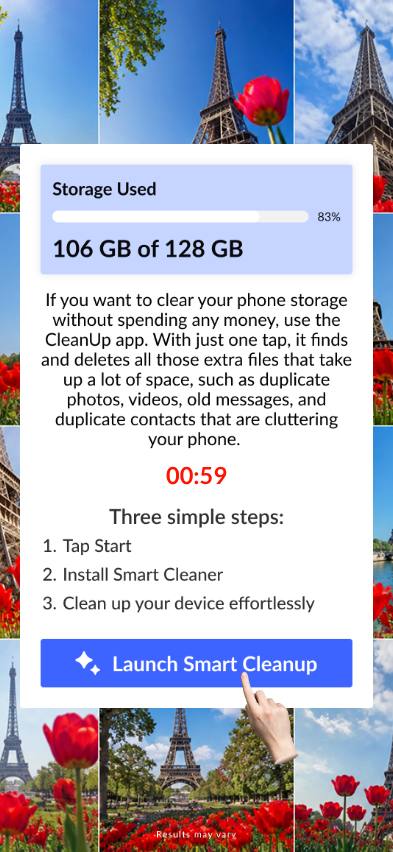 Storage Used
83%
106 GB of 128 GB
If you want to clear your phone storage
without spending any money, use the
CleanUp app. With just one tap, it finds
and deletes all those extra files that take
up a lot of space, such as duplicate
photos, videos, old messages, and
duplicate contacts that are cluttering
your phone.
00:59
Three simple steps:
1. Tap Start
2. Install Smart Cleaner
3. Clean up your device effortlessly
Launch Smart Cleanup
Results may vary